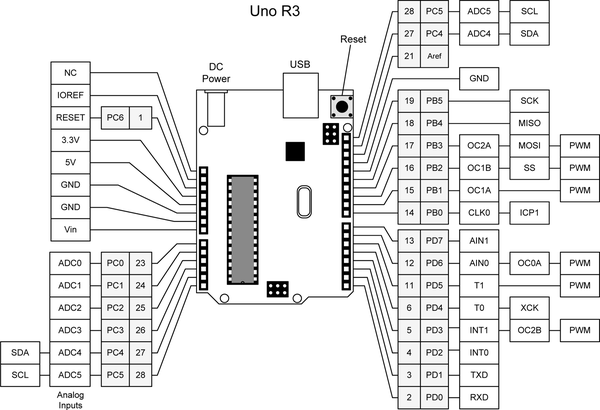 Uno R3
DC
Power
USB
Reset
NC
IOREF
RESET PC6 1
3.3V
5V
GND
GND
Vin
ADC0 PC0 23
ADC1 PC1 24
ADC2 PC2 25
ADC3 PC3 26
SDA ADC4 PC4 27
SCL ADC5 PC5 28
Analog
Inputs
28 PC5 ADC5 SCL
27 PC4 ADC4 SDA
21 Aref
GND
19 PB5 SCK
18 PB4 MISO
17 PB3 OC2A MOSI PWM
16 PB2 OC1B SS PWM
15 PB1 OC1A PWM
14 PB0 CLK0 ICP1
13 PD7 AIN1
12 PD6 AIN0 OC0A PWM
11 PD5 T1 PWM
6 PD4 T0 XCK
5 PD3 INT1 OC2B PWM
4 PD2 INT0
3 PD1 TXD
2 PD0 RXD